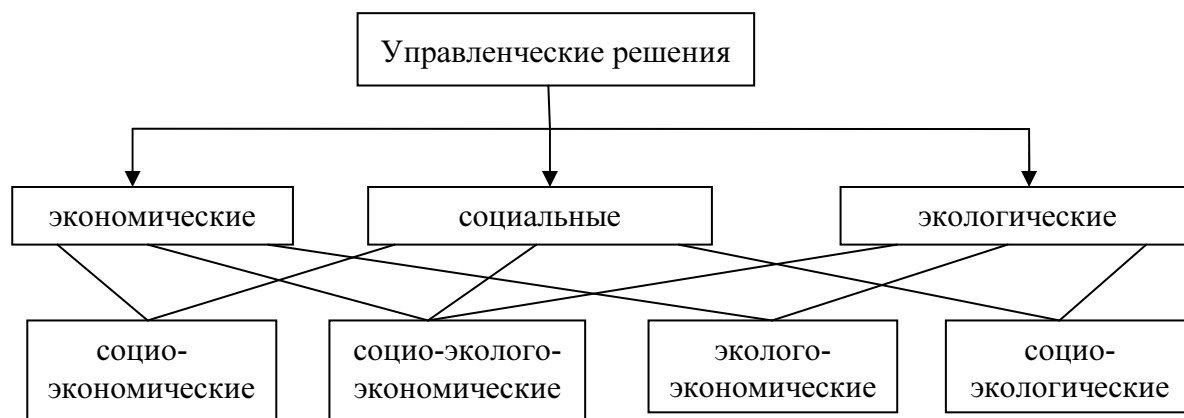 Управленческие решения
экономические
социальные
экологические
социо-
экономические
социо-эколого-
экономические
эколого-
экономические
социо-
экологические